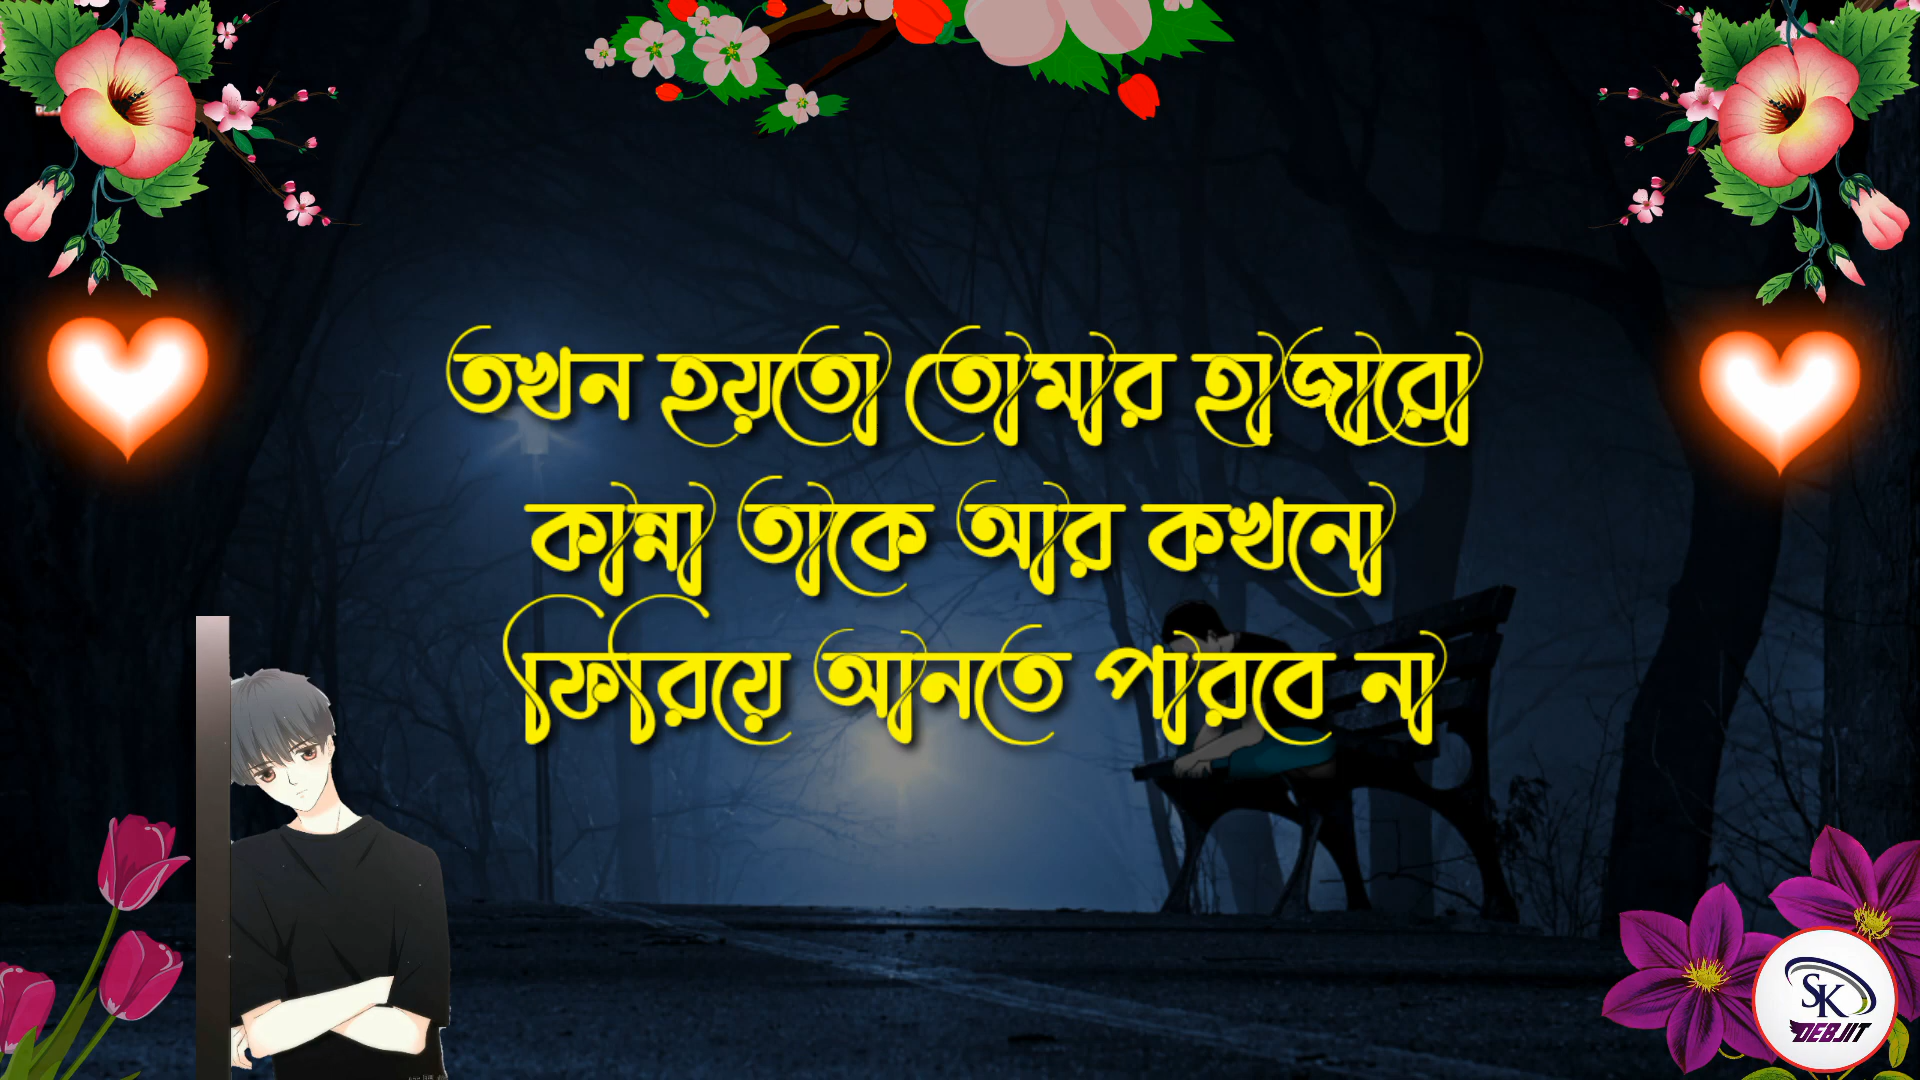 তখন হয়তো তোমার হাজারো
কান্না তাকে আর কখনো
ফিরিয়ে আনতে পারবে না
SK
DEBJIT